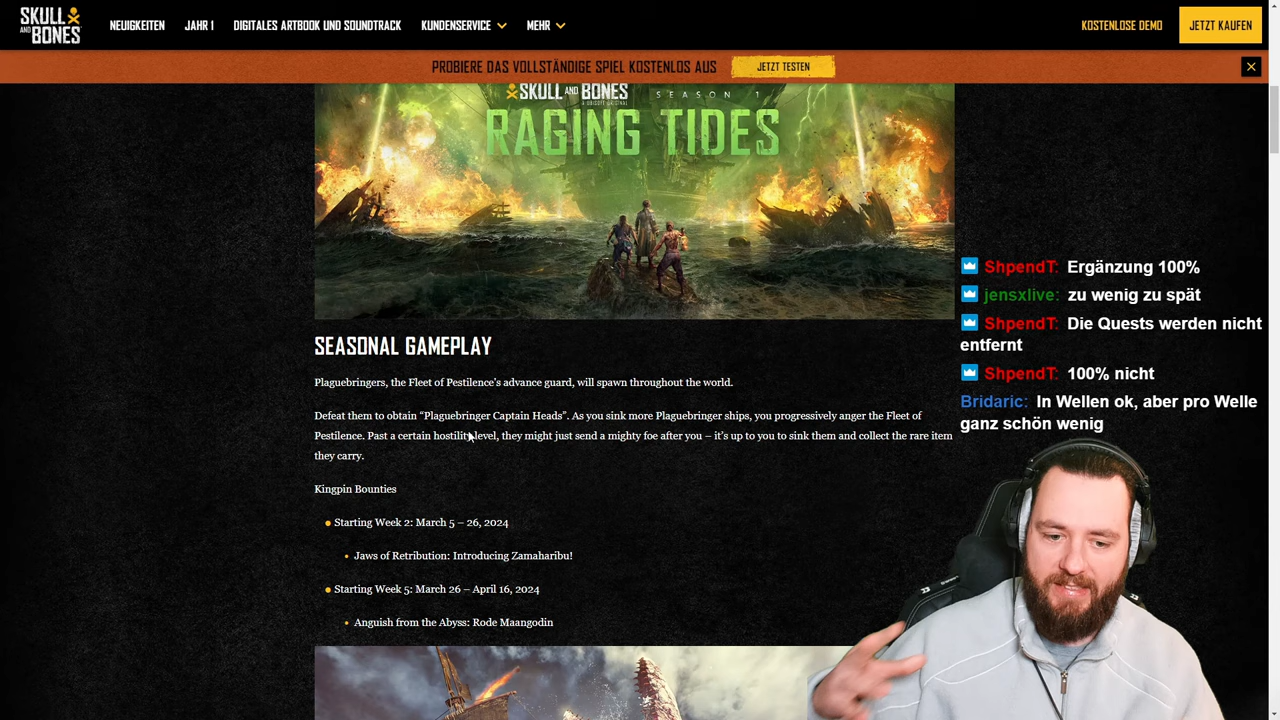 SKULL AND BONES
NEUIGKEITEN
JAHR 1
DIGITALES ARTBOOK UND SOUNDTRACK
KUNDENSERVICE
MEHR
KOSTENLOSE DEMO
JETZT KAUFEN
PROBIERE DAS VOLLSTÄNDIGE SPIEL KOSTENLOS AUS
JETZT TESTEN
SKULL AND BONES
A UBISOFT ORIGINAL
SEASON 1
RAGING TIDES
SEASONAL GAMEPLAY
Plaguebringers, the Fleet of Pestilence's advance guard, will spawn throughout the world.
Defeat them to obtain “Plaguebringer Captain Heads”. As you sink more Plaguebringer ships, you progressively anger the Fleet of
Pestilence. Past a certain hostility level, they might just send a mighty foe after you – it's up to you to sink them and collect the rare item
they carry.
Kingpin Bounties
Starting Week 2: March 5 – 26, 2024
Jaws of Retribution: Introducing Zamaharibu!
Starting Week 5: March 26 – April 16, 2024
Anguish from the Abyss: Rode Maangodin
ShpendT: Ergänzung 100%
jensxlive: zu wenig zu spät
ShpendT: Die Quests werden nicht
entfernt
ShpendT: 100% nicht
Bridaric: In Wellen ok, aber pro Welle
ganz schön wenig